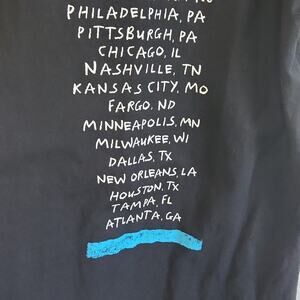 PHILADELPHIA, PA
PITTSBURGH, PA
CHICAGO, IL
NASHVILLE, TN
KANSAS CITY, MO
FARGO, ND
MINNEAPOLIS, MN
MILWAUKEE, WI
DALLAS, TX
NEW ORLEANS, LA
HOUSTON, TX
TAMPA, FL
ATLANTA, GA